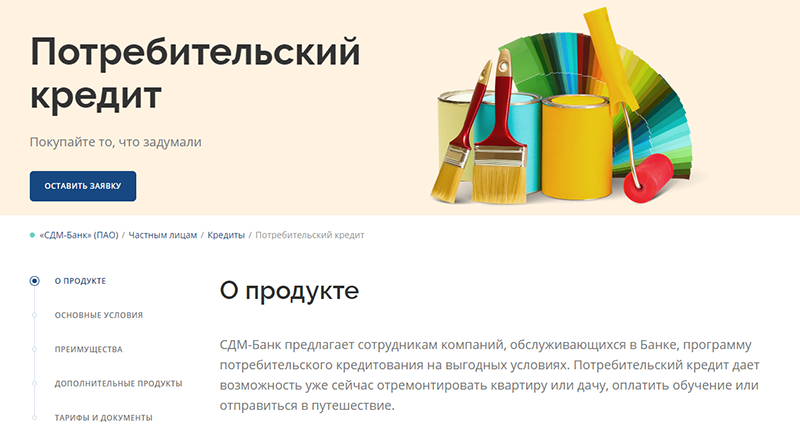 Потребительский
кредит
Покупайте то, что задумали
ОСТАВИТЬ ЗАЯВКУ
«СДМ-Банк» (ПАО) / Частным лицам / Кредиты / Потребительский кредит
О ПРОДУКТЕ
ОСНОВНЫЕ УСЛОВИЯ
ПРЕИМУЩЕСТВА
ДОПОЛНИТЕЛЬНЫЕ ПРОДУКТЫ
ТАРИФЫ И ДОКУМЕНТЫ
О продукте
СДМ-Банк предлагает сотрудникам компаний, обслуживающихся в Банке, программу
потребительского кредитования на выгодных условиях. Потребительский кредит дает
возможность уже сейчас отремонтировать квартиру или дачу, оплатить обучение или
отправиться в путешествие.